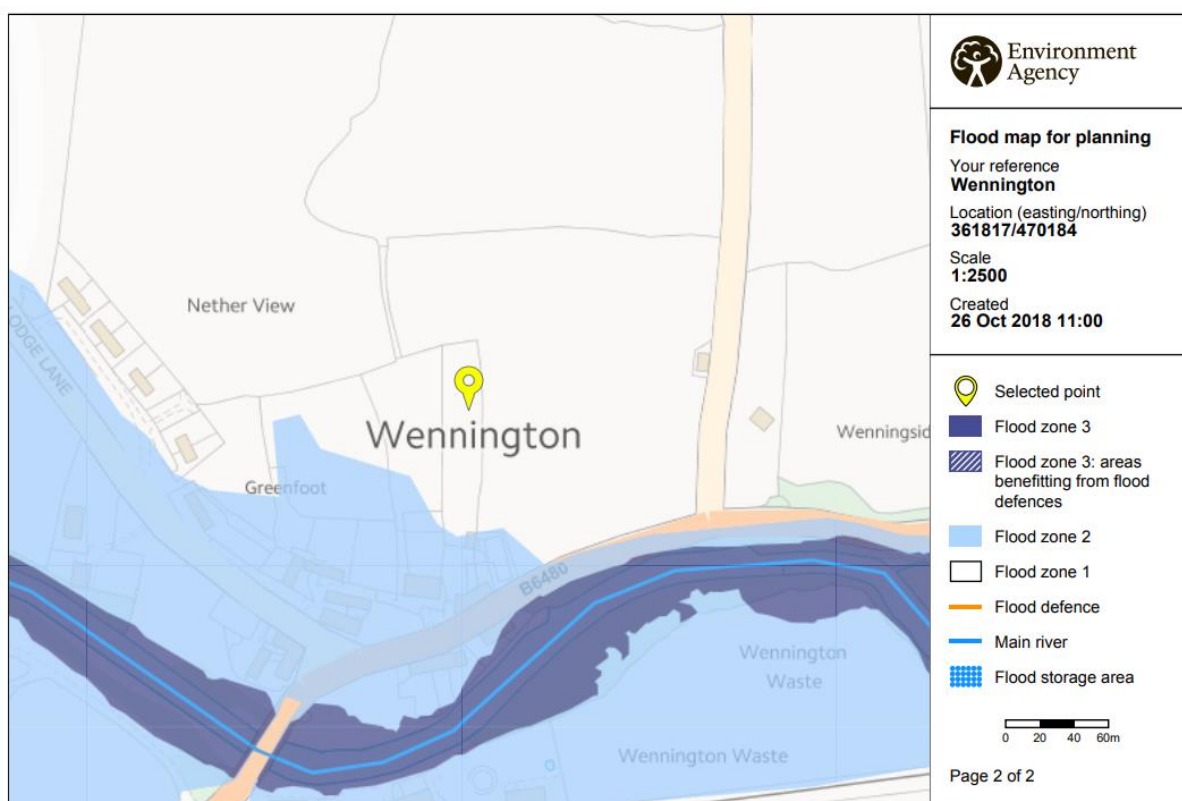 Nether View
LODGE LANE
Wennington
Greenfoot
Wenningsid
B6480
Wennington
Waste
Wennington Waste
Environment
Agency
Flood map for planning
Your reference
Wennington
Location (easting/northing)
361817/470184
Scale
1:2500
Created
26 Oct 2018 11:00
Selected point
Flood zone 3
Flood zone 3: areas
benefitting from flood
defences
Flood zone 2
Flood zone 1
Flood defence
Main river
Flood storage area
0 20 40 60m
Page 2 of 2